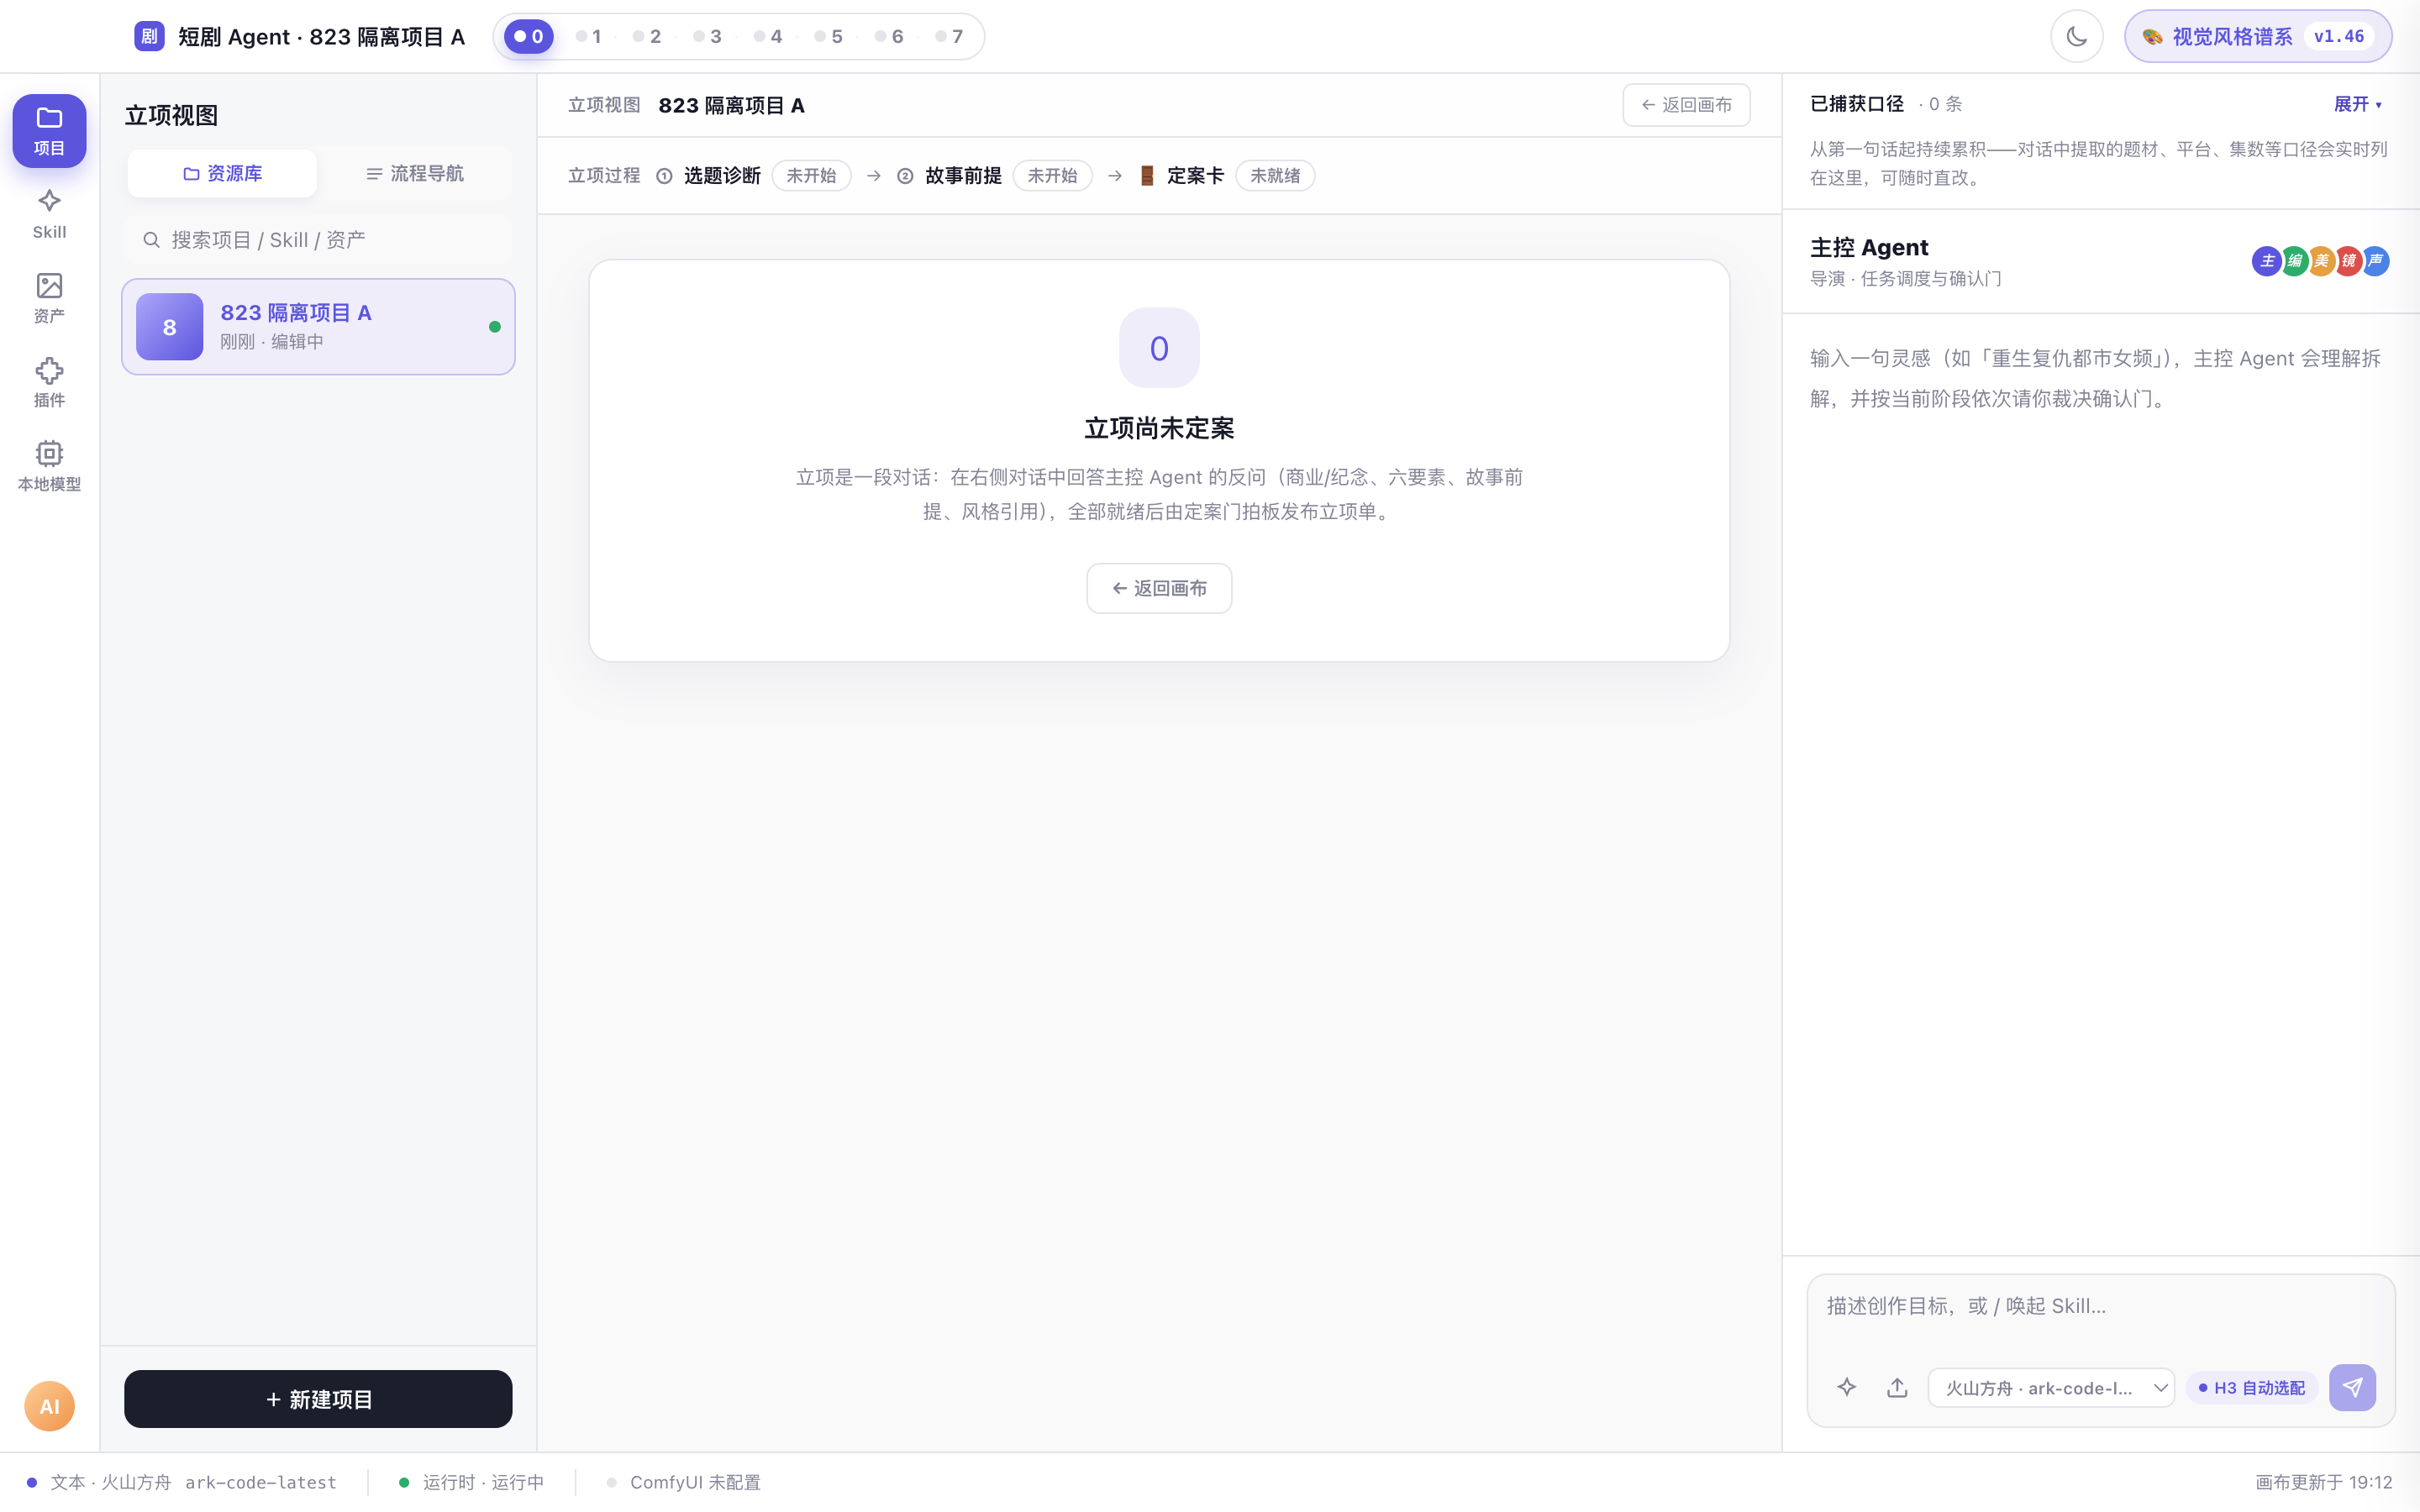 剧 短剧 Agent · 823 隔离项目 A 0 · 1 · 2 · 3 · 4 · 5 · 6 · 7 视觉风格谱系 v1.46
项目
Skill
资产
插件
本地模型
AI
立项视图
资源库 流程导航
搜索项目 / Skill / 资产
8
823 隔离项目 A
刚刚 · 编辑中
+ 新建项目
立项视图 823 隔离项目 A ← 返回画布
立项过程 ① 选题诊断 未开始 → ② 故事前提 未开始 → 定案卡 未就绪
0
立项尚未定案
立项是一段对话：在右侧对话中回答主控 Agent 的反问（商业/纪念、六要素、故事前
提、风格引用），全部就绪后由定案门拍板发布立项单。
← 返回画布
已捕获口径 · 0 条 展开 ▾
从第一句话起持续累积——对话中提取的题材、平台、集数等口径会实时列
在这里，可随时直改。
主控 Agent
导演 · 任务调度与确认门
主 编 美 镜 声
输入一句灵感（如「重生复仇都市女频」），主控 Agent 会理解拆
解，并按当前阶段依次请你裁决确认门。
描述创作目标，或 / 唤起 Skill...
火山方舟 · ark-code-l... H3 自动选配
文本 · 火山方舟 ark-code-latest 运行时 · 运行中 ComfyUI 未配置 画布更新于 19:12